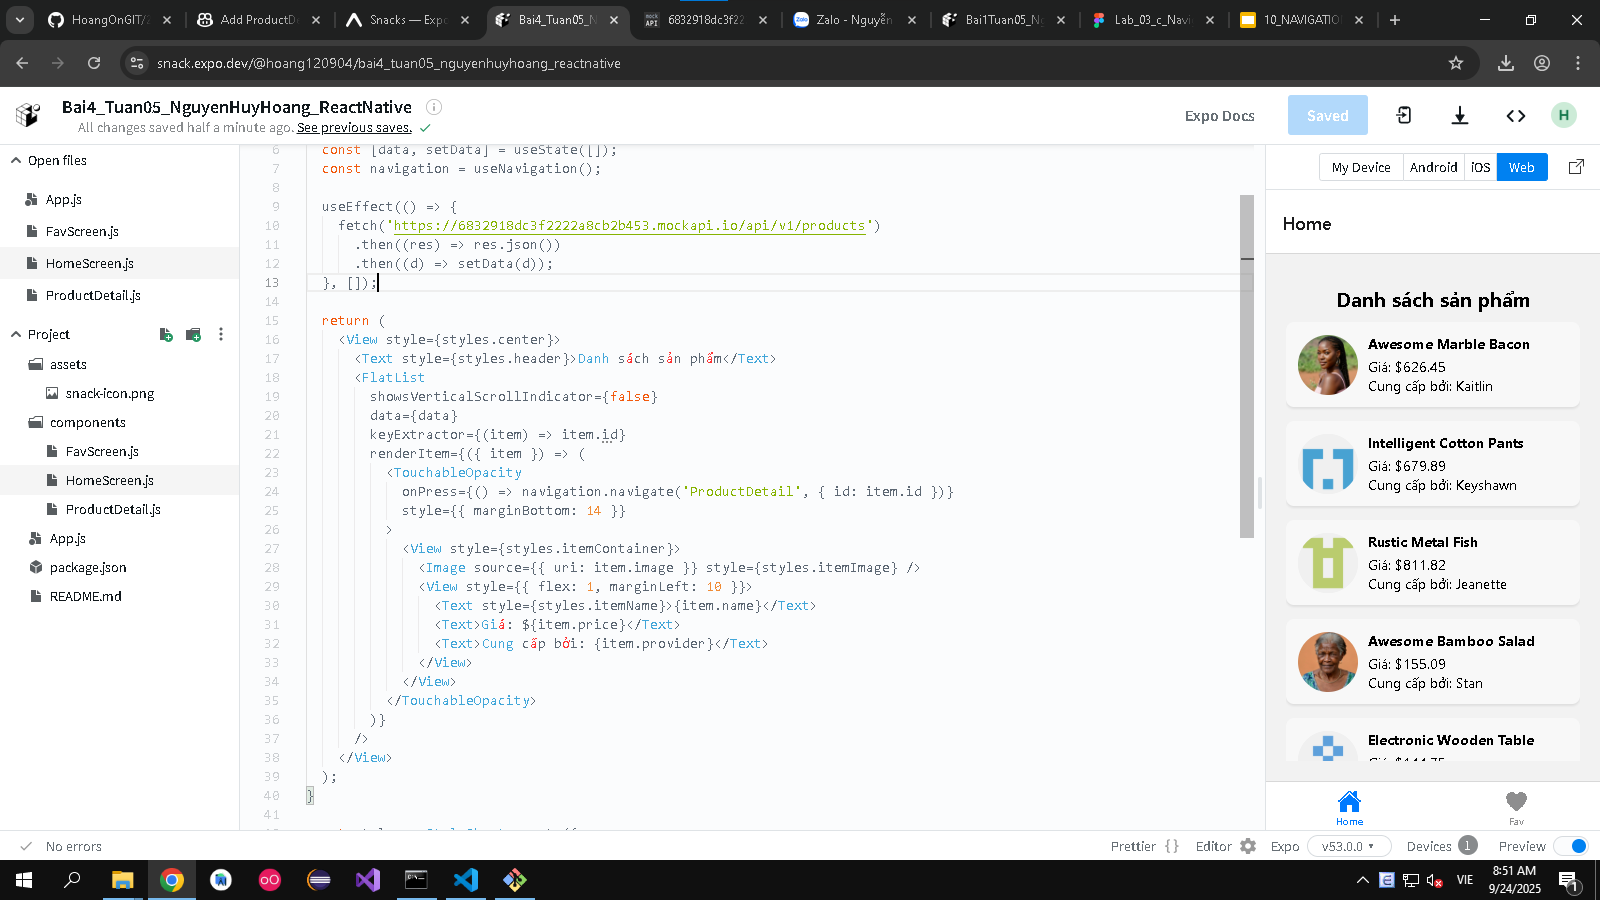 HoangOnGIT/2
Add ProductDe
Snacks — Expo
Bai4_Tuan05_N
6832918dc3f22
Zalo - Nguyễn
Bai1Tuan05_Ng
Lab_03_c_Navi
10_NAVIGATIO
snack.expo.dev/@hoang120904/bai4_tuan05_nguyenhuyhoang_reactnative
Bai4_Tuan05_NguyenHuyHoang_ReactNative
All changes saved half a minute ago. See previous saves.
Expo Docs
Saved
H
Open files
App.js
FavScreen.js
HomeScreen.js
ProductDetail.js
Project
assets
snack-icon.png
components
FavScreen.js
HomeScreen.js
ProductDetail.js
App.js
package.json
README.md
6 const [data, setData] = useState([]);
7 const navigation = useNavigation();
8
9 useEffect(() => {
10 fetch('https://6832918dc3f2222a8cb2b453.mockapi.io/api/v1/products')
11 .then((res) => res.json())
12 .then((d) => setData(d));
13 }, []);
14
15 return (
16 <View style={styles.center}>
17 <Text style={styles.header}>Danh sách sản phẩm</Text>
18 <FlatList
19 showsVerticalScrollIndicator={false}
20 data={data}
21 keyExtractor={(item) => item.id}
22 renderItem={({ item }) => (
23 <TouchableOpacity
24 onPress={() => navigation.navigate('ProductDetail', { id: item.id })}
25 style={{ marginBottom: 14 }}
26 >
27 <View style={styles.itemContainer}>
28 <Image source={{ uri: item.image }} style={styles.itemImage} />
29 <View style={{ flex: 1, marginLeft: 10 }}>
30 <Text style={styles.itemName}>{item.name}</Text>
31 <Text>Giá: ${item.price}</Text>
32 <Text>Cung cấp bởi: {item.provider}</Text>
33 </View>
34 </View>
35 </TouchableOpacity>
36 )}
37 />
38 </View>
39 );
40 }
41
My Device
Android
iOS
Web
Home
Danh sách sản phẩm
Awesome Marble Bacon
Giá: $626.45
Cung cấp bởi: Kaitlin
Intelligent Cotton Pants
Giá: $679.89
Cung cấp bởi: Keyshawn
Rustic Metal Fish
Giá: $811.82
Cung cấp bởi: Jeanette
Awesome Bamboo Salad
Giá: $155.09
Cung cấp bởi: Stan
Electronic Wooden Table
Home
Fav
No errors
Prettier { }
Editor
Expo
v53.0.0
Devices 1
Preview
VIE
8:51 AM
9/24/2025
1